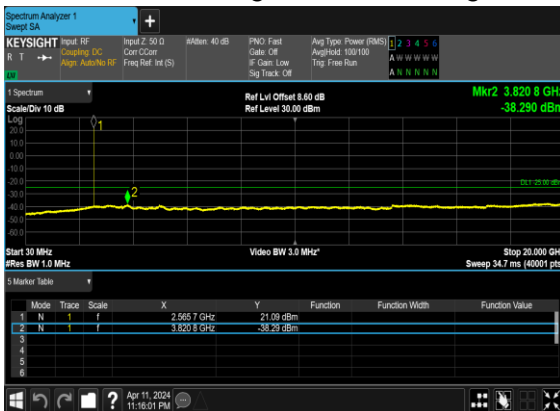 Spectrum Analyzer 1
Swept SA
KEYSIGHT
R T
LV
Input: RF
Coupling: DC
Align: Auto/No RF
Input Z: 50 Ω
Corr CCorr
Freq Ref: Int (S)
#Atten: 40 dB
PNO: Fast
Gate: Off
IF Gain: Low
Sig Track: Off
Avg Type: Power (RMS)
Avg|Hold: 100/100
Trig: Free Run
1 2 3 4 5 6
A W W W W W
A N N N N N
1 Spectrum
Scale/Div 10 dB
Ref Lvl Offset 8.60 dB
Ref Level 30.00 dBm
Mkr2 3.820 8 GHz
-38.290 dBm
Log
20.0
10.0
0.00
-10.0
-20.0
-30.0
-40.0
-50.0
-60.0
1
2
Start 30 MHz
#Res BW 1.0 MHz
Video BW 3.0 MHz*
Stop 20.000 GH
Sweep 34.7 ms (40001 pts
5 Marker Table
Mode Trace Scale X Y Function Function Width Function Value
1 N 1 f 2.565 7 GHz 21.09 dBm
2 N 1 f 3.820 8 GHz -38.29 dBm
3
4
5
6
?
Apr 11, 2024
11:16:01 PM